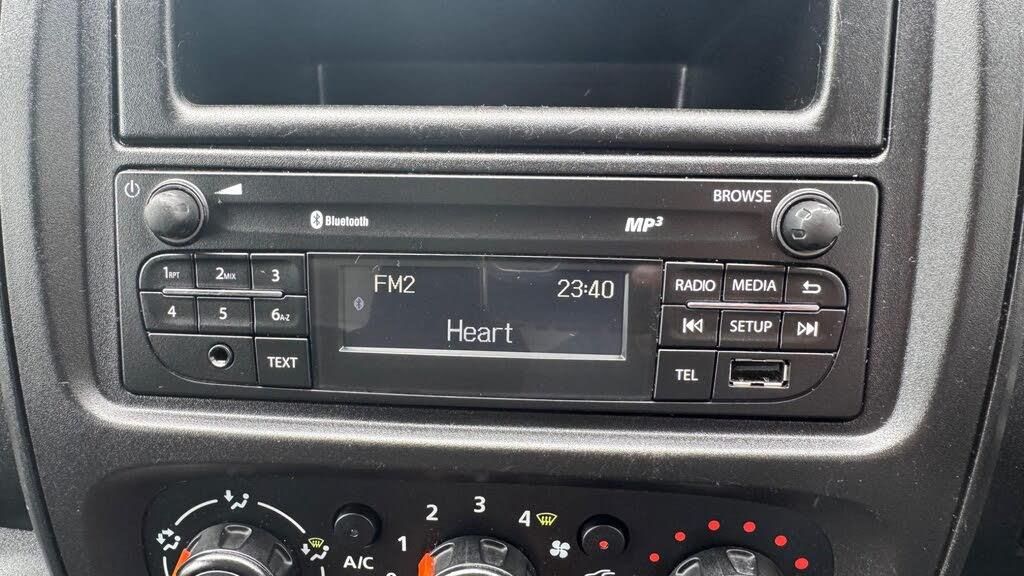 BROWSE
Bluetooth
MP3
1RPT 2MIX 3
FM2 23:40
RADIO MEDIA
4 5 6A-Z
Heart
SETUP
TEXT
TEL
1 2 3 4
A/C
0